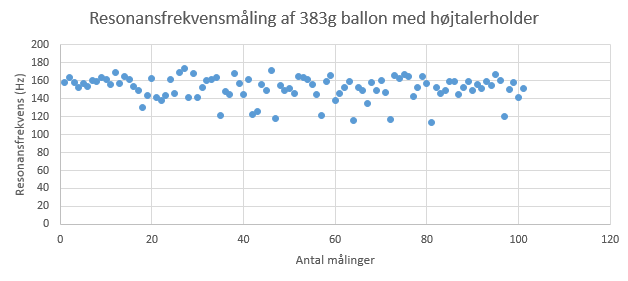 Resonansfrekvensmåling af 383g ballon med højtalerholder
Resonansfrekvens (Hz)
200
180
160
140
120
100
80
60
40
20
0
0 20 40 60 80 100 120
Antal målinger